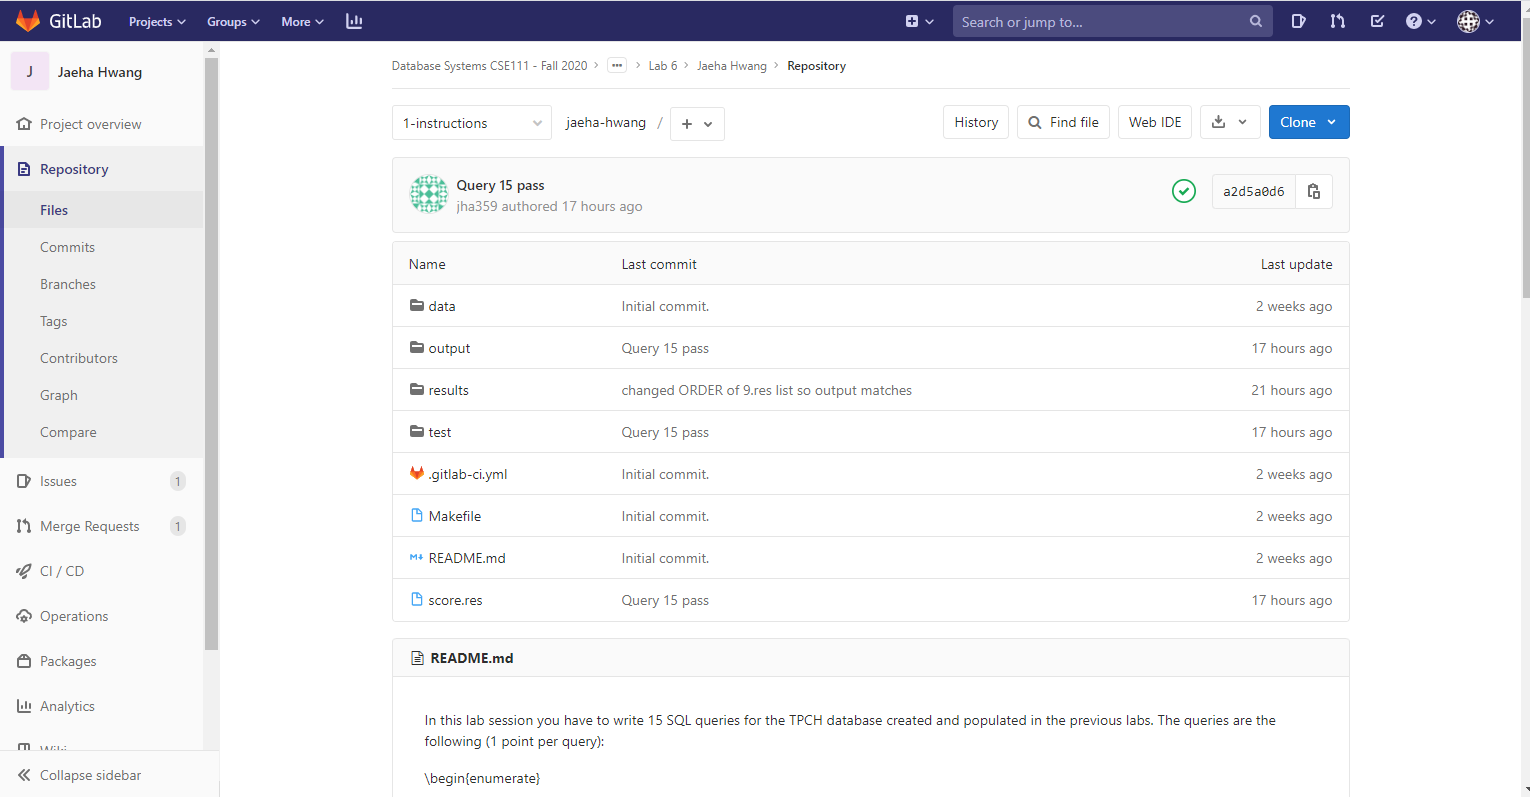 GitLab Projects Groups More Search or jump to...
J Jaeha Hwang
Project overview
Repository
Files
Commits
Branches
Tags
Contributors
Graph
Compare
Issues 1
Merge Requests 1
CI / CD
Operations
Packages
Analytics
Wiki
Collapse sidebar
Database Systems CSE111 - Fall 2020 > ... > Lab 6 > Jaeha Hwang > Repository
1-instructions jaeha-hwang / + History Find file Web IDE Clone
Query 15 pass
jha359 authored 17 hours ago
a2d5a0d6
Name Last commit Last update
data Initial commit. 2 weeks ago
output Query 15 pass 17 hours ago
results changed ORDER of 9.res list so output matches 21 hours ago
test Query 15 pass 17 hours ago
.gitlab-ci.yml Initial commit. 2 weeks ago
Makefile Initial commit. 2 weeks ago
README.md Initial commit. 2 weeks ago
score.res Query 15 pass 17 hours ago
README.md
In this lab session you have to write 15 SQL queries for the TPCH database created and populated in the previous labs. The queries are the
following (1 point per query):
\begin{enumerate}